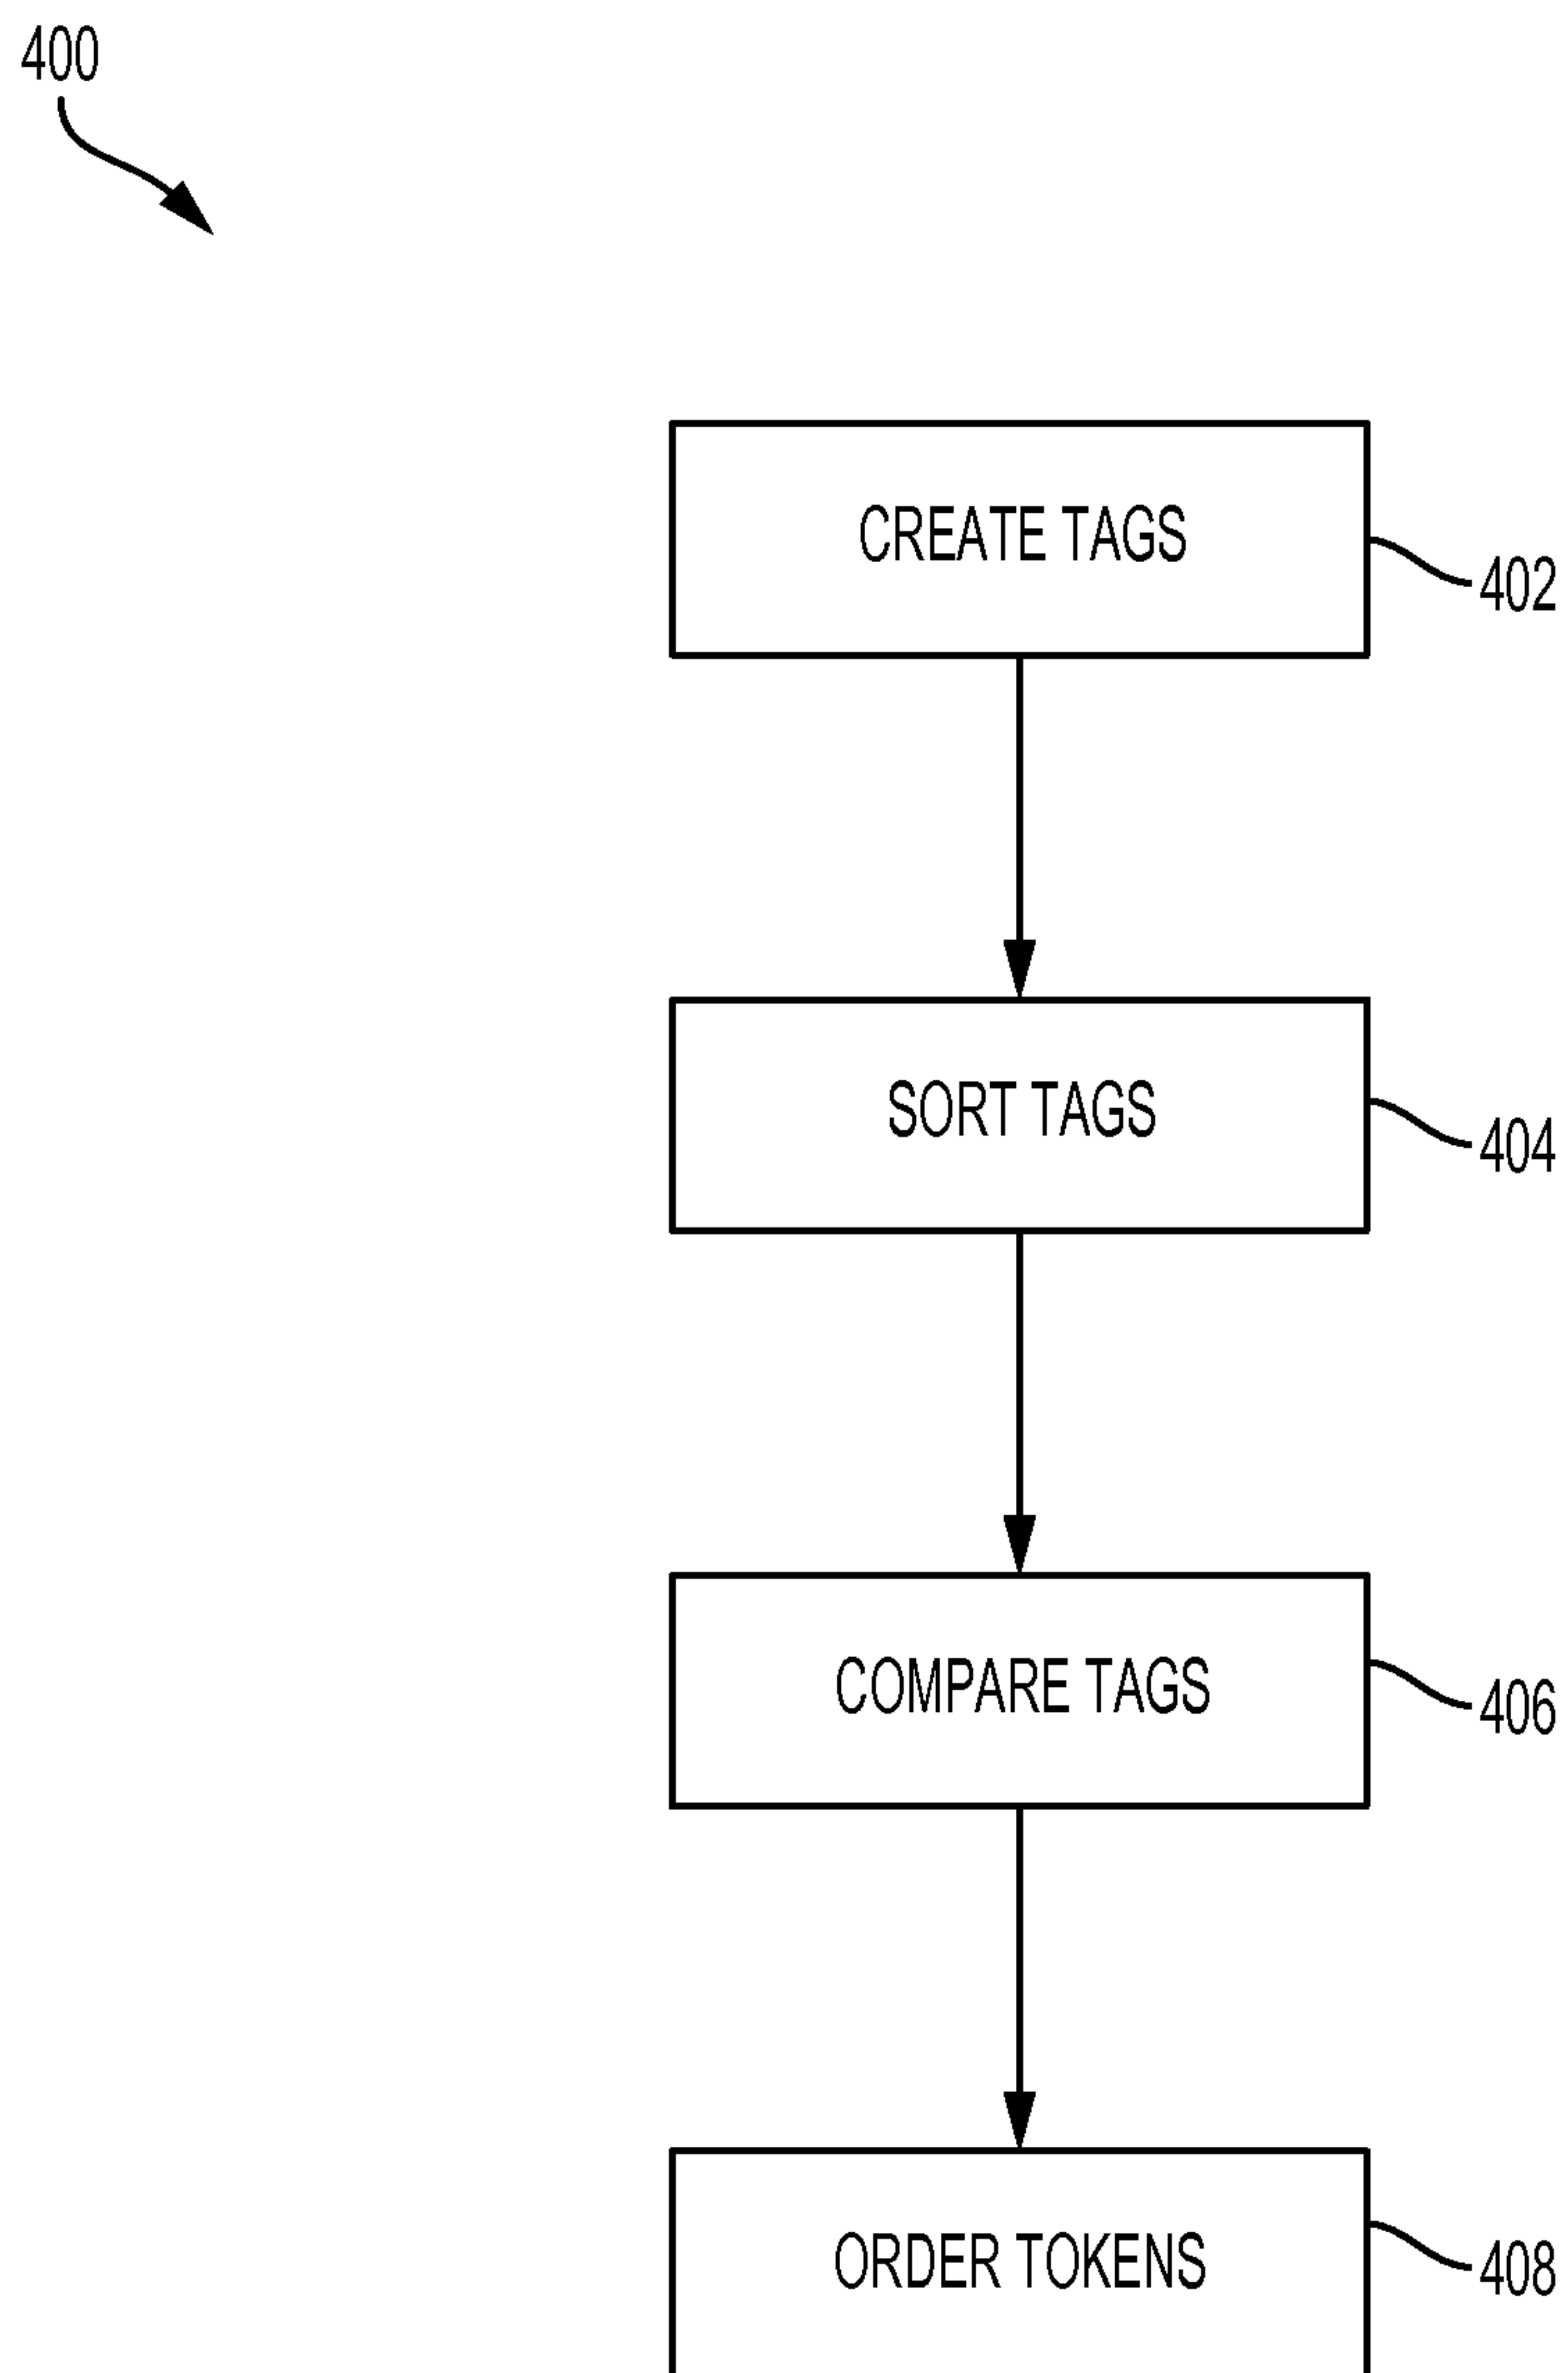 400
CREATE TAGS
402
SORT TAGS
404
COMPARE TAGS
406
ORDER TOKENS
408